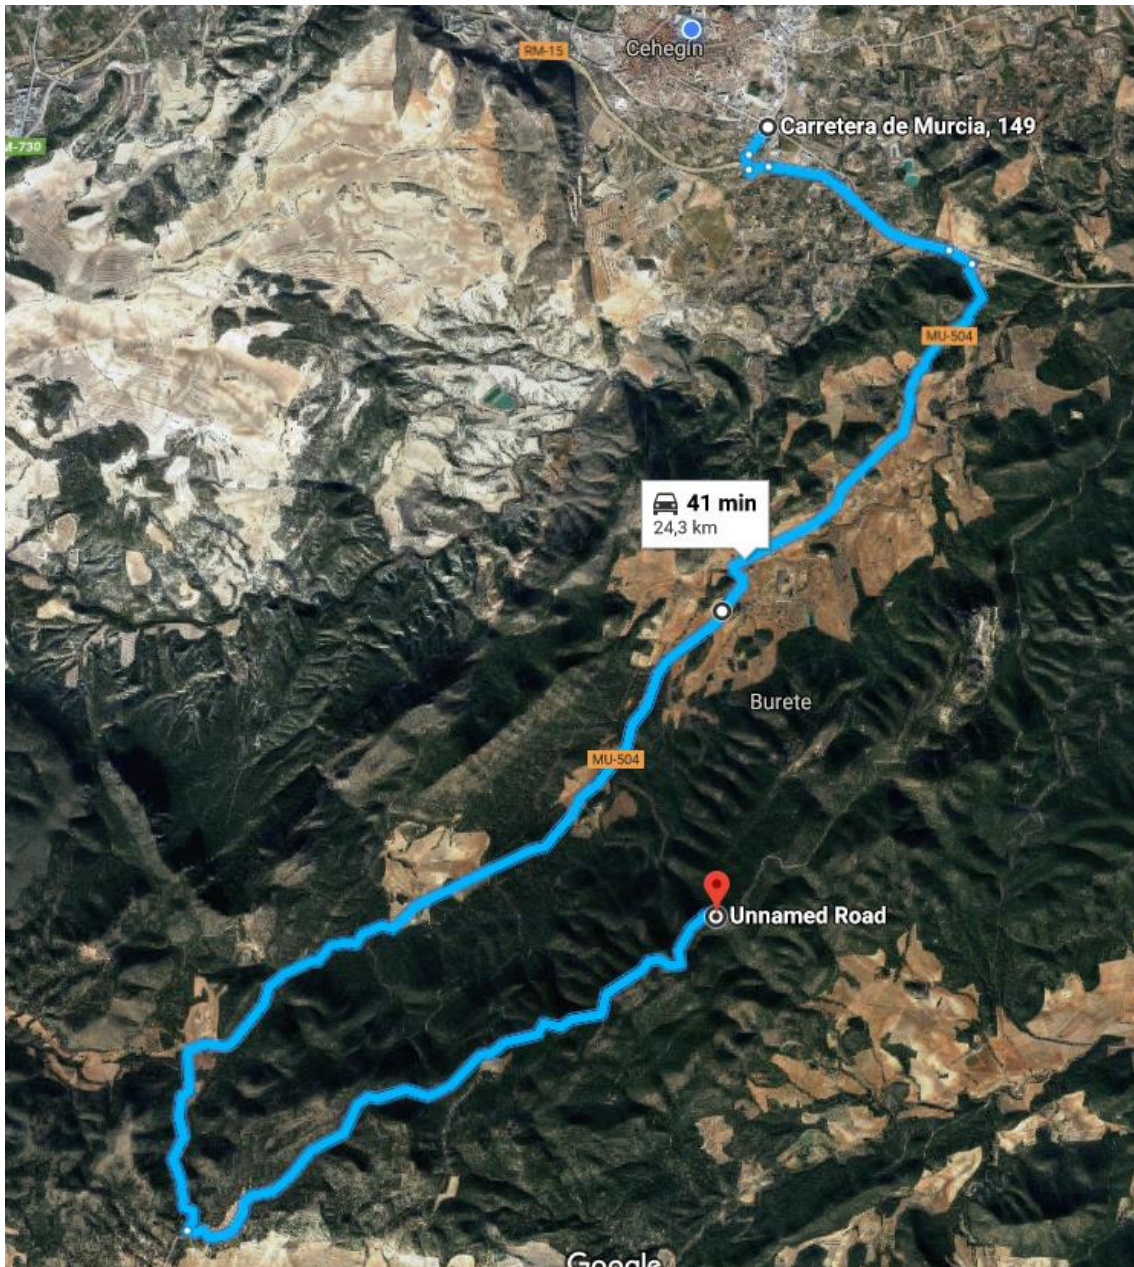 RM-15
Cehegín
Carretera de Murcia, 149
M-730
MU-504
41 min
24,3 km
Burete
MU-504
Unnamed Road
Google